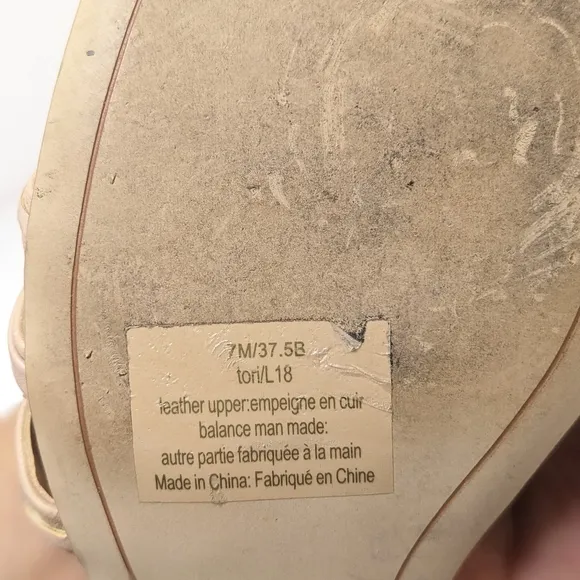 7M/37.5B
tori/L18
leather upper:empeigne en cuir
balance man made:
autre partie fabriquée à la main
Made in China: Fabriqué en Chine